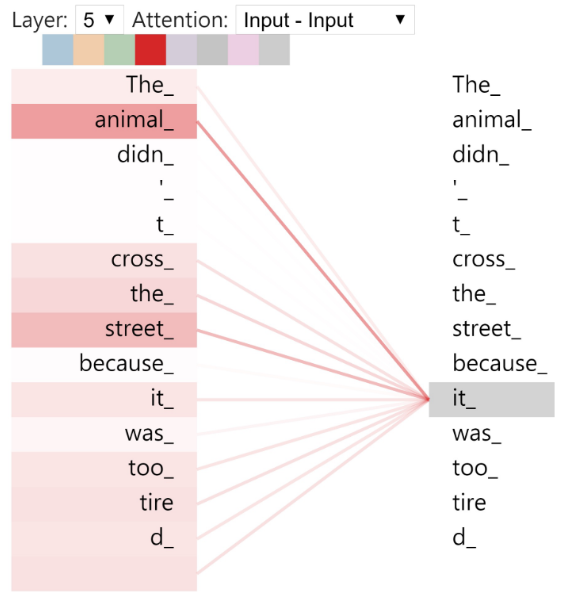 Layer: 5 ▼ Attention: Input - Input ▼
The_ The_
animal_ animal_
didn_ didn_
'_ '_
t_ t_
cross_ cross_
the_ the_
street_ street_
because_ because_
it_ it_
was_ was_
too_ too_
tire tire
d_ d_